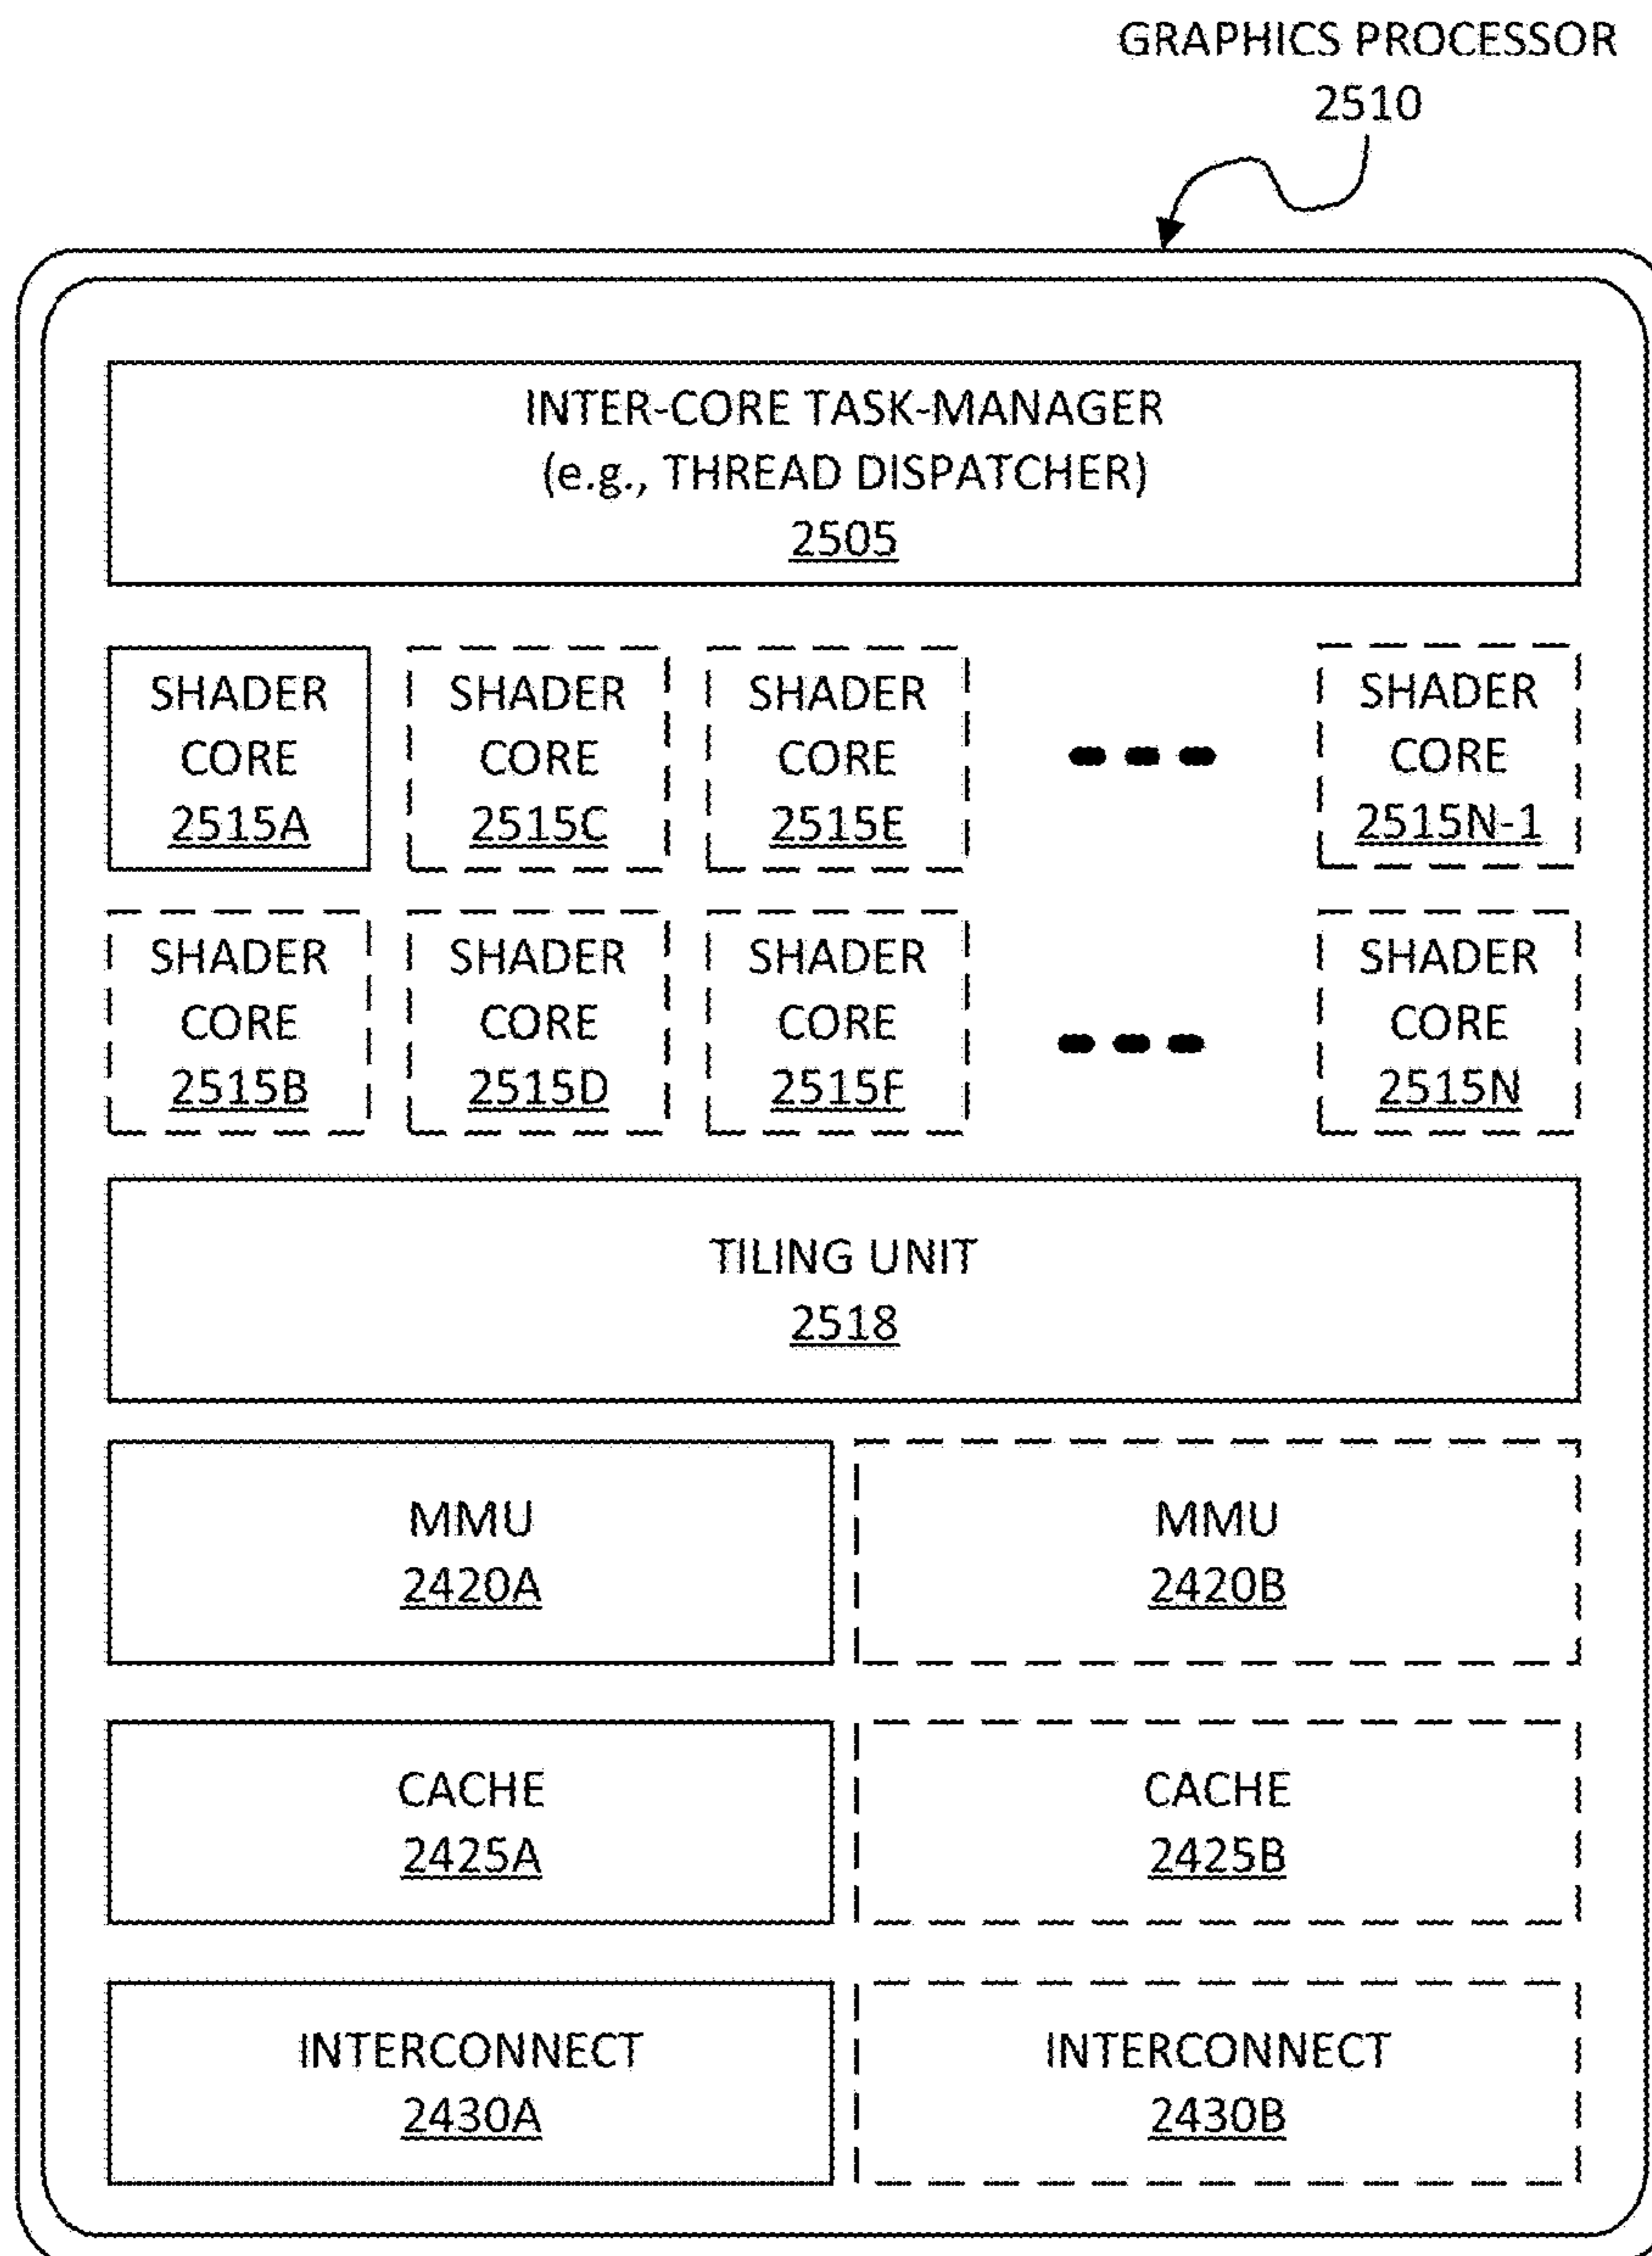 GRAPHICS PROCESSOR
2510
INTER-CORE TASK-MANAGER
(e.g., THREAD DISPATCHER)
2505
SHADER
CORE
2515A
SHADER
CORE
2515C
SHADER
CORE
2515E
SHADER
CORE
2515N-1
SHADER
CORE
2515B
SHADER
CORE
2515D
SHADER
CORE
2515F
SHADER
CORE
2515N
TILING UNIT
2518
MMU
2420A
MMU
2420B
CACHE
2425A
CACHE
2425B
INTERCONNECT
2430A
INTERCONNECT
2430B